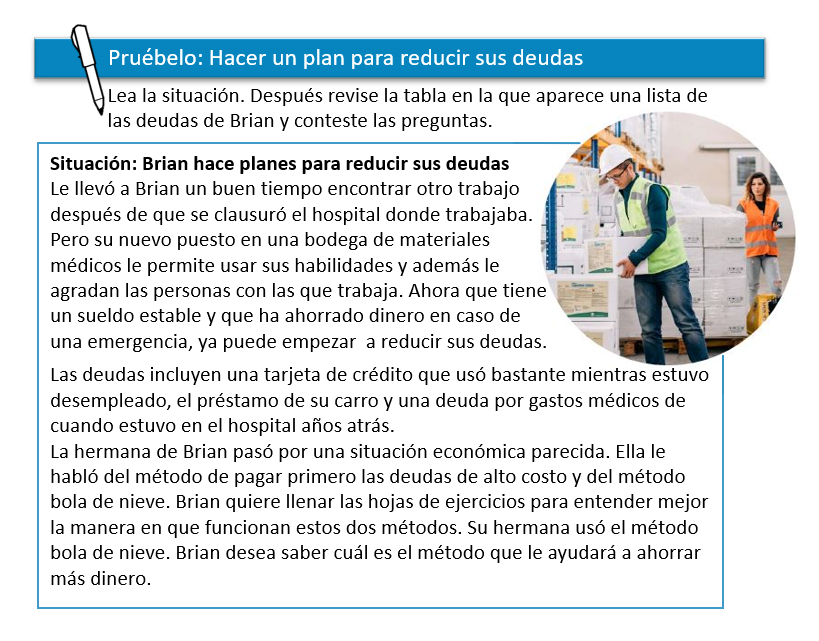 Pruébelo: Hacer un plan para reducir sus deudas
Lea la situación. Después revise la tabla en la que aparece una lista de
las deudas de Brian y conteste las preguntas.
Situación: Brian hace planes para reducir sus deudas
Le llevó a Brian un buen tiempo encontrar otro trabajo
después de que se clausuró el hospital donde trabajaba.
Pero su nuevo puesto en una bodega de materiales
médicos le permite usar sus habilidades y además le
agradan las personas con las que trabaja. Ahora que tiene
un sueldo estable y que ha ahorrado dinero en caso de
una emergencia, ya puede empezar a reducir sus deudas.
Las deudas incluyen una tarjeta de crédito que usó bastante mientras estuvo
desempleado, el préstamo de su carro y una deuda por gastos médicos de
cuando estuvo en el hospital años atrás.
La hermana de Brian pasó por una situación económica parecida. Ella le
habló del método de pagar primero las deudas de alto costo y del método
bola de nieve. Brian quiere llenar las hojas de ejercicios para entender mejor
la manera en que funcionan estos dos métodos. Su hermana usó el método
bola de nieve. Brian desea saber cuál es el método que le ayudará a ahorrar
más dinero.